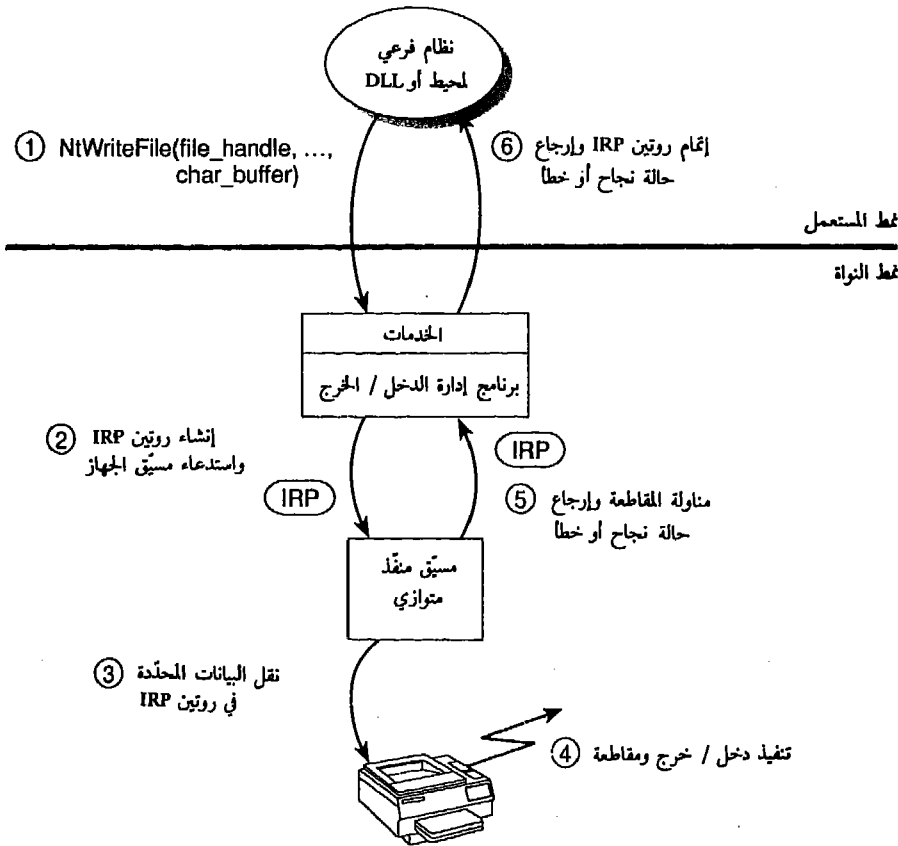 نظام فرعي
لمحيط أو DLL
① NtWriteFile(file_handle, …,
char_buffer)
⑥ إتمام روتين IRP وإرجاع
حالة نجاح أو خطأ
نمط المستعمل
نمط النواة
الخدمات
برنامج إدارة الدخل / الخرج
② إنشاء روتين IRP
واستدعاء مسيّق الجهاز
IRP
IRP
⑤ مناولة المقاطعة وإرجاع
حالة نجاح أو خطأ
مسيّق منفّذ
متوازي
③ نقل البيانات المحدّدة
في روتين IRP
④ تنفيذ دخل / خرج ومقاطعة